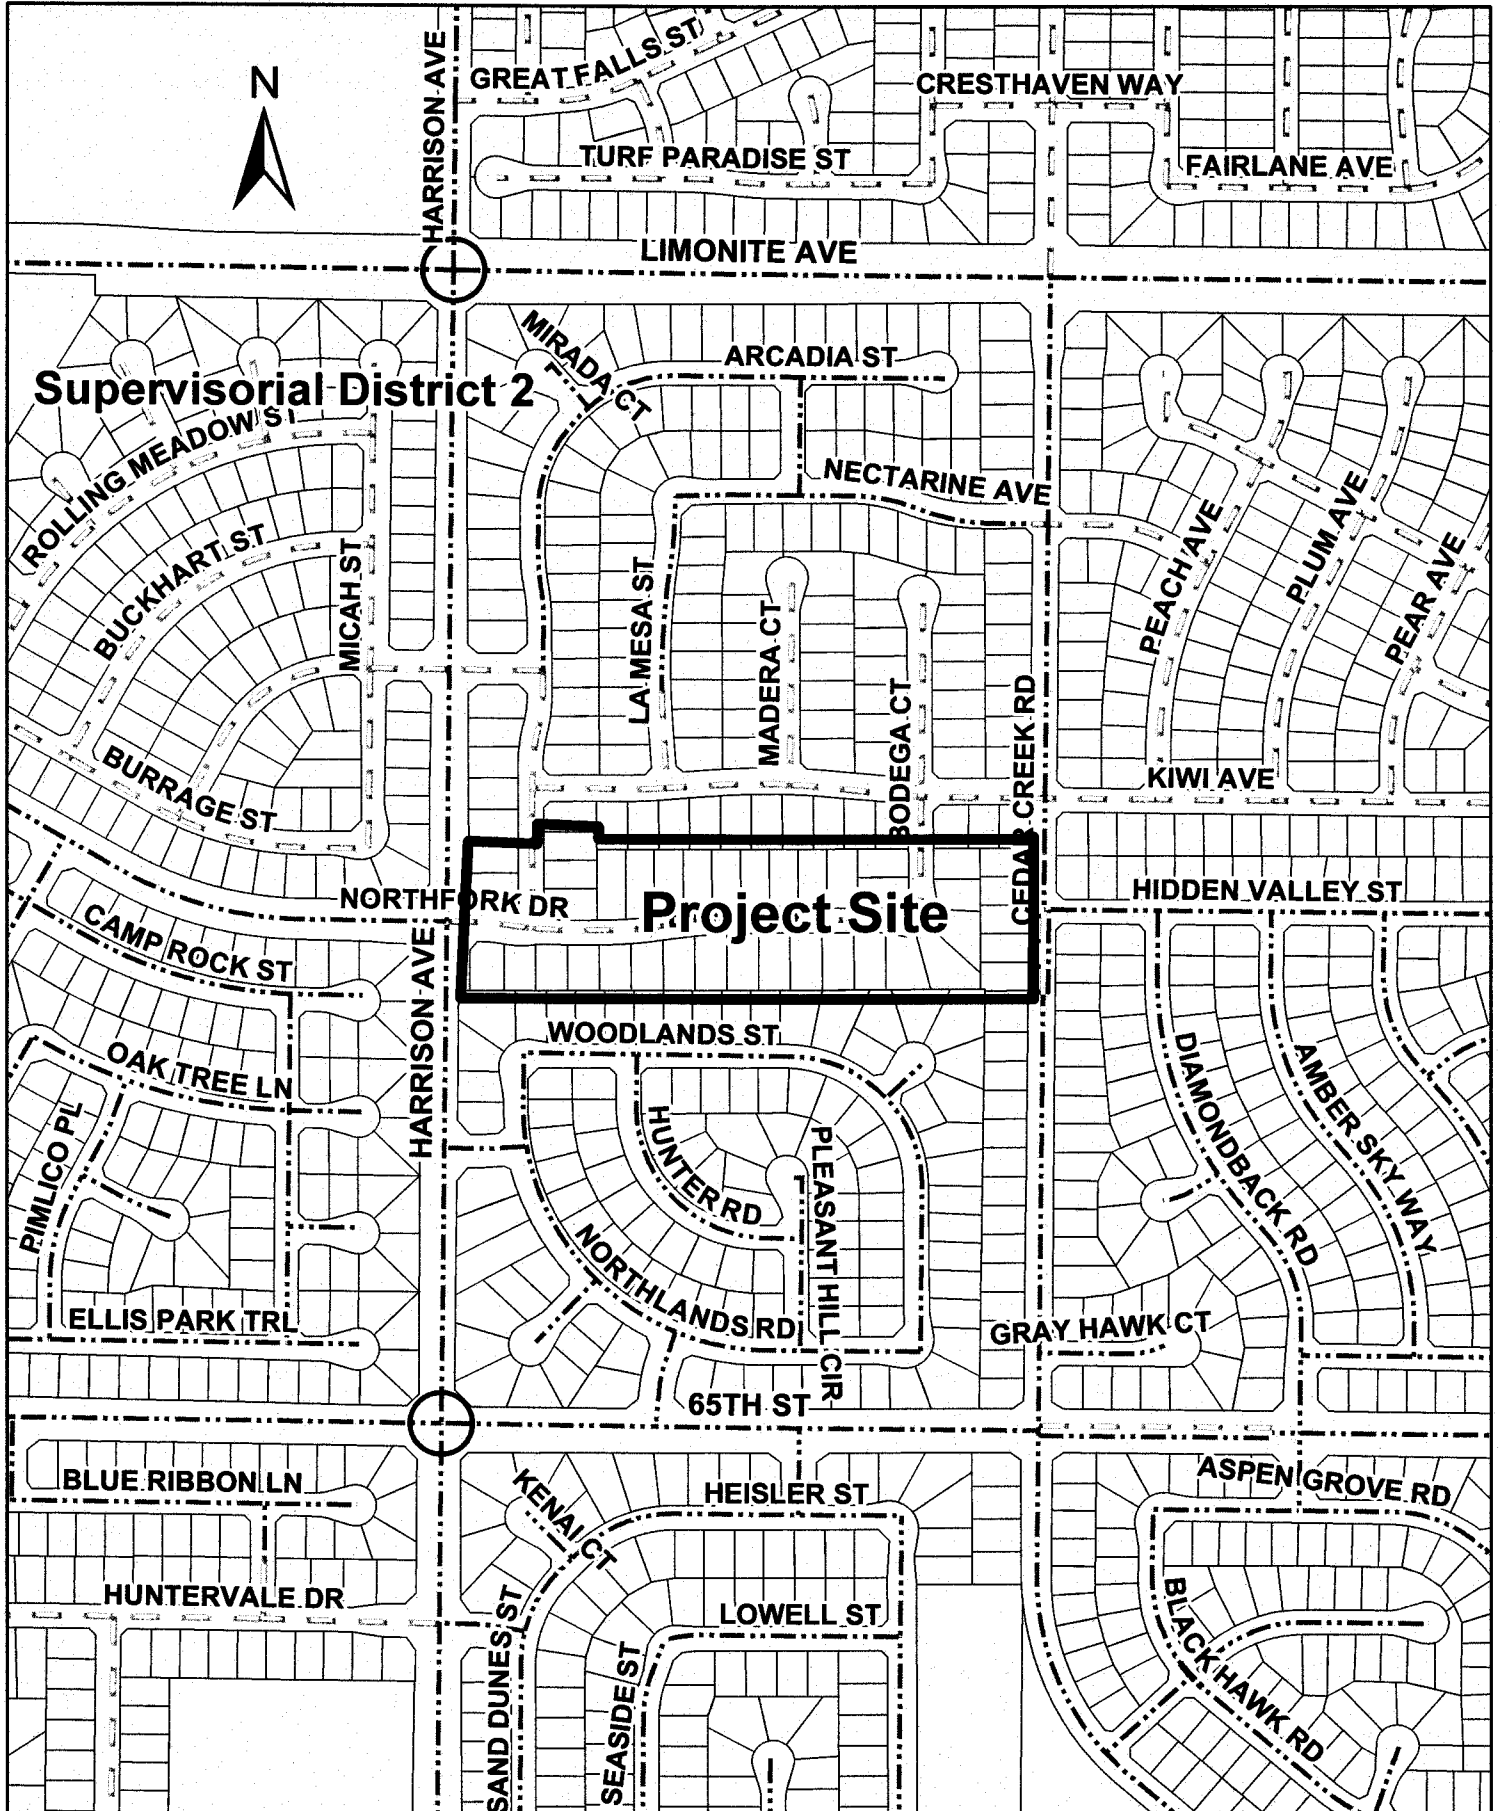 N
HARRISON AVE
GREAT FALLS ST
CRESTHAVEN WAY
TURF PARADISE ST
FAIRLANE AVE
LIMONITE AVE
MIRADA CT
ARCADIA ST
Supervisorial District 2
ROLLING MEADOW ST
NECTARINE AVE
BUCKHART ST
MICAH ST
LA MESA ST
MADERA CT
BODEGA CT
CEDAR CREEK RD
PEACH AVE
PLUM AVE
PEAR AVE
BURRAGE ST
KIWI AVE
NORTHFORK DR
Project Site
HIDDEN VALLEY ST
CAMP ROCK ST
HARRISON AVE
WOODLANDS ST
OAK TREE LN
PIMLICO PL
HUNTER RD
PLEASANT HILL CIR
DIAMONDBACK RD
AMBER SKY WAY
NORTHLANDS RD
ELLIS PARK TRL
GRAY HAWK CT
65TH ST
BLUE RIBBON LN
KENAI CT
HEISLER ST
ASPEN GROVE RD
HUNTERVALE DR
SAND DUNES ST
SEASIDE ST
LOWELL ST
BLACK HAWK RD